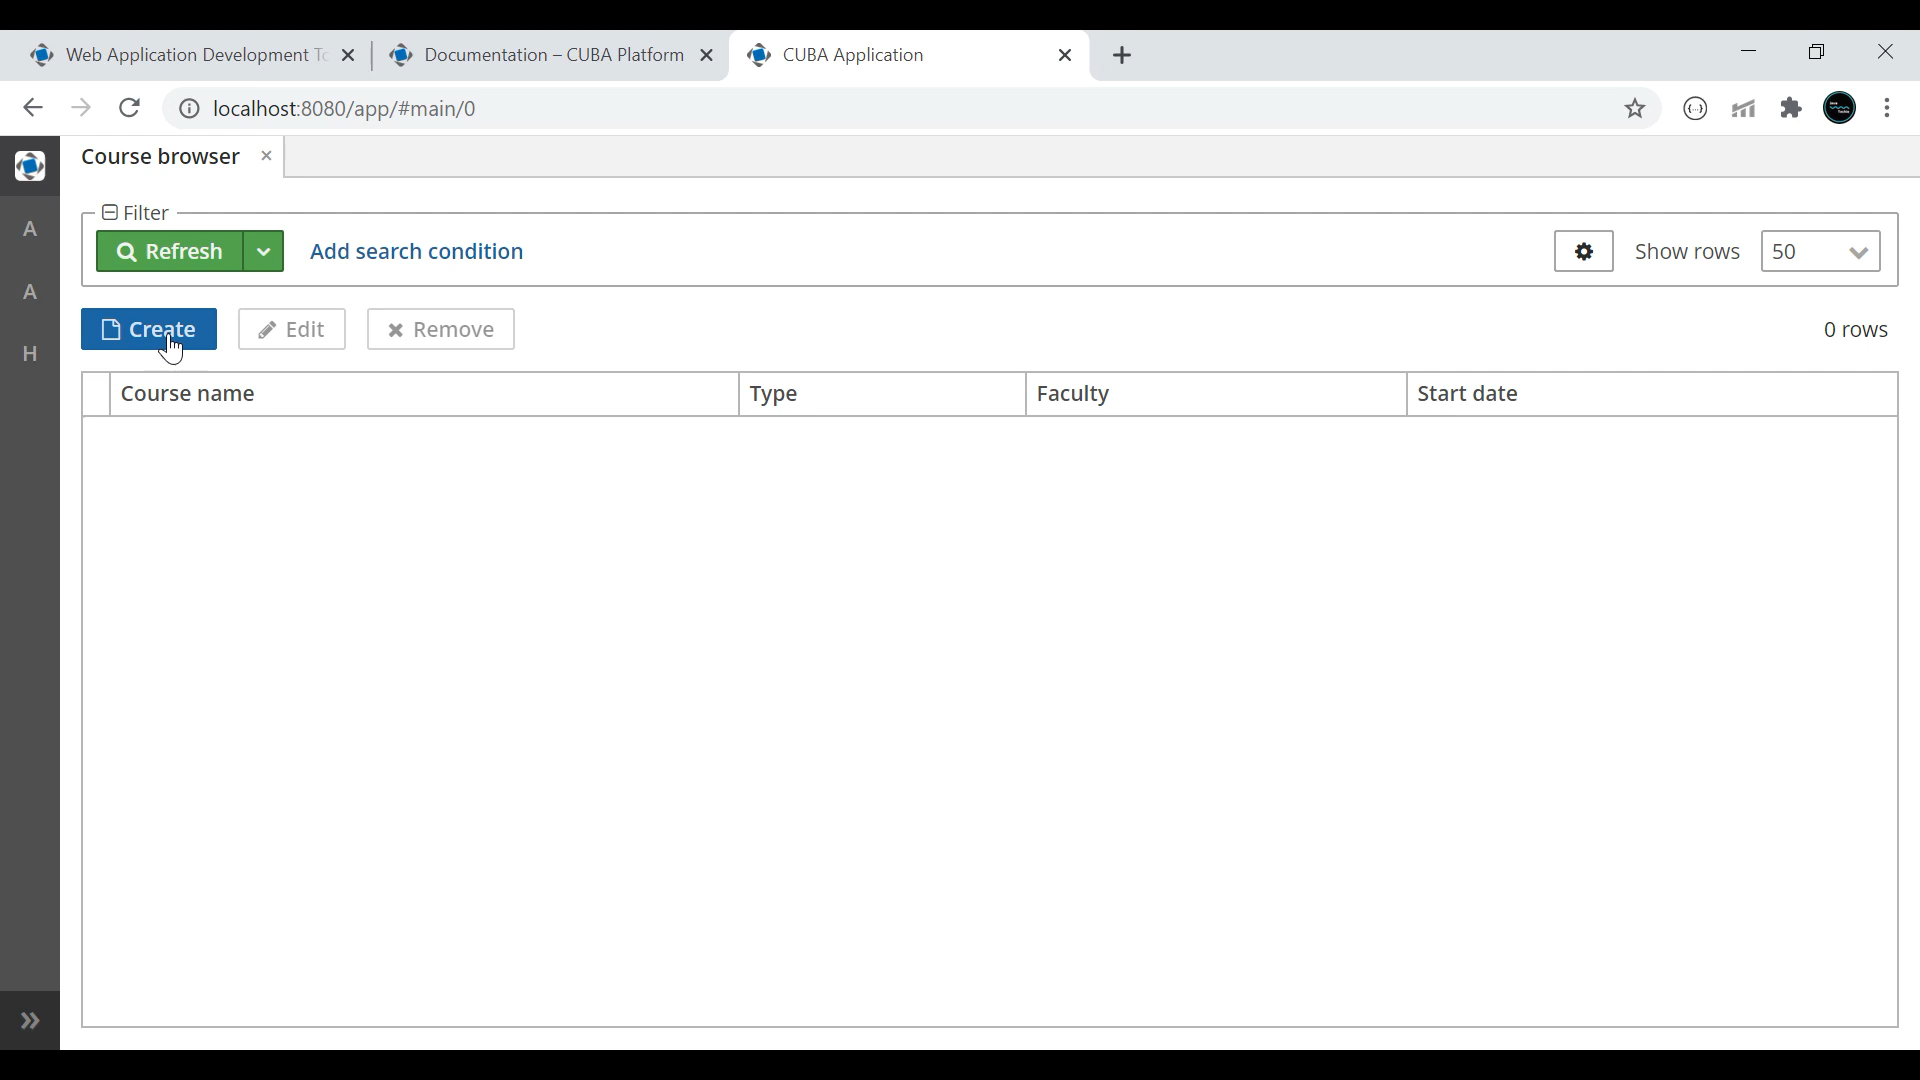 Web Application Development To
Documentation – CUBA Platform
CUBA Application
localhost:8080/app/#main/0
Course browser
Filter
Refresh
Add search condition
Show rows
50
Create
Edit
Remove
0 rows
Course name
Type
Faculty
Start date
A
A
H